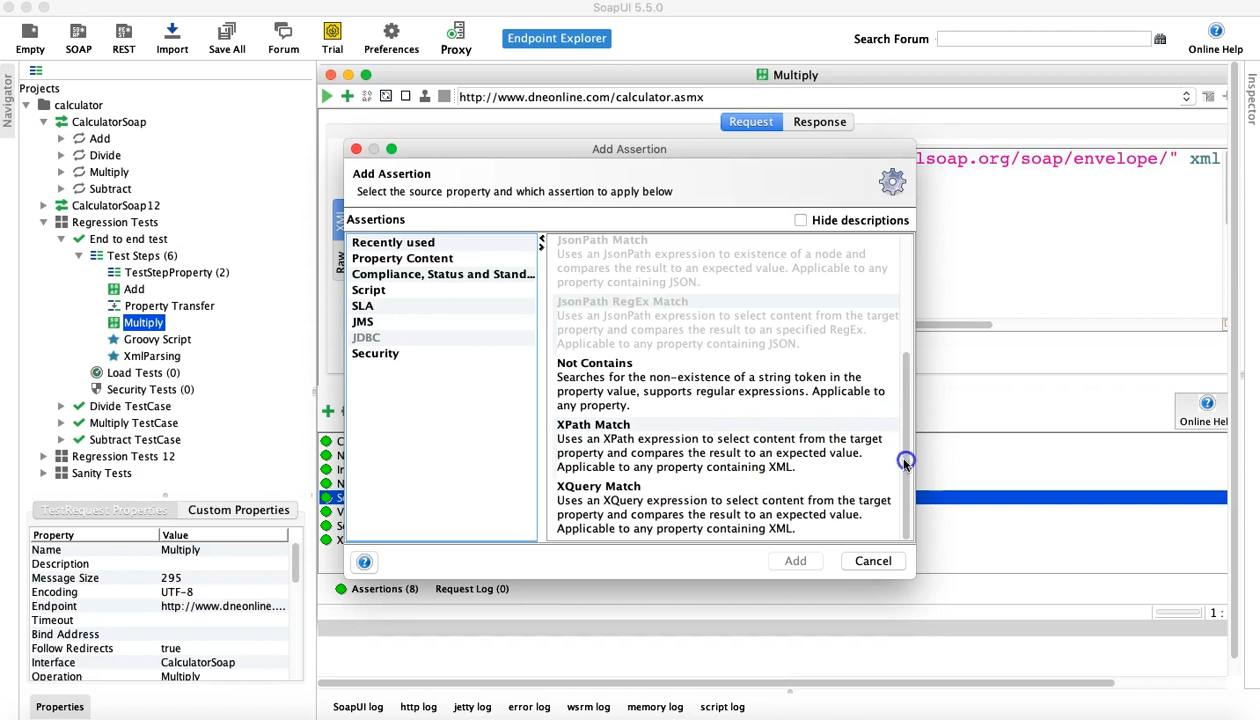 SoapUI 5.5.0
Empty
SOAP
REST
Import
Save All
Forum
Trial
Preferences
Proxy
Endpoint Explorer
Search Forum
Online Help
Navigator
Projects
calculator
CalculatorSoap
Add
Divide
Multiply
Subtract
CalculatorSoap12
Regression Tests
End to end test
Test Steps (6)
TestStepProperty (2)
Add
Property Transfer
Multiply
Groovy Script
XmlParsing
Load Tests (0)
Security Tests (0)
Divide TestCase
Multiply TestCase
Subtract TestCase
Regression Tests 12
Sanity Tests
TestRequest Properties
Custom Properties
Property Value
Name Multiply
Description
Message Size 295
Encoding UTF-8
Endpoint http://www.dneonline....
Timeout
Bind Address
Follow Redirects true
Interface CalculatorSoap
Operation Multiply
Properties
Multiply
http://www.dneonline.com/calculator.asmx
Request Response
lsoap.org/soap/envelope/" xml
XML
Raw
Inspector
Add Assertion
Add Assertion
Select the source property and which assertion to apply below
Assertions
Hide descriptions
Recently used
Property Content
Compliance, Status and Stand...
Script
SLA
JMS
JDBC
Security
JsonPath Match
Uses an JsonPath expression to existence of a node and
compares the result to an expected value. Applicable to any
property containing JSON.
JsonPath RegEx Match
Uses an JsonPath expression to select content from the target
property and compares the result to an specified RegEx.
Applicable to any property containing JSON.
Not Contains
Searches for the non-existence of a string token in the
property value, supports regular expressions. Applicable to
any property.
XPath Match
Uses an XPath expression to select content from the target
property and compares the result to an expected value.
Applicable to any property containing XML.
XQuery Match
Uses an XQuery expression to select content from the target
property and compares the result to an expected value.
Applicable to any property containing XML.
Add
Cancel
Online Hel
Assertions (8)
Request Log (0)
1 :
SoapUI log
http log
jetty log
error log
wsrm log
memory log
script log